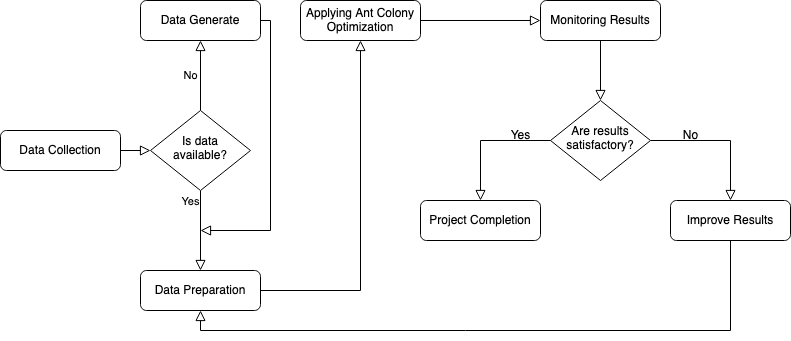 Data Generate
Applying Ant Colony
Optimization
Monitoring Results
No
Is data
available?
Data Collection
Yes
Are results
satisfactory?
Yes
No
Project Completion
Improve Results
Data Preparation